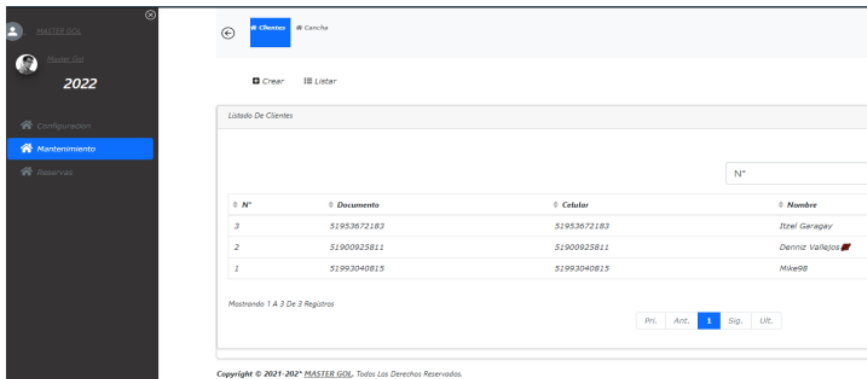 MASTER GOL
Master Gol
2022
Configuracion
Mantenimiento
Reservas
Clientes Cancha
Crear Listar
Listado De Clientes
N°
N° Documento Celular Nombre
3 51953672183 51953672183 Itzel Garagay
2 51900925811 51900925811 Denniz Vallejos
1 51993040815 51993040815 Mike98
Mostrando 1 A 3 De 3 Registros
Pri. Ant. 1 Sig. Ult.
Copyright © 2021-202* MASTER GOL. Todos Los Derechos Reservados.